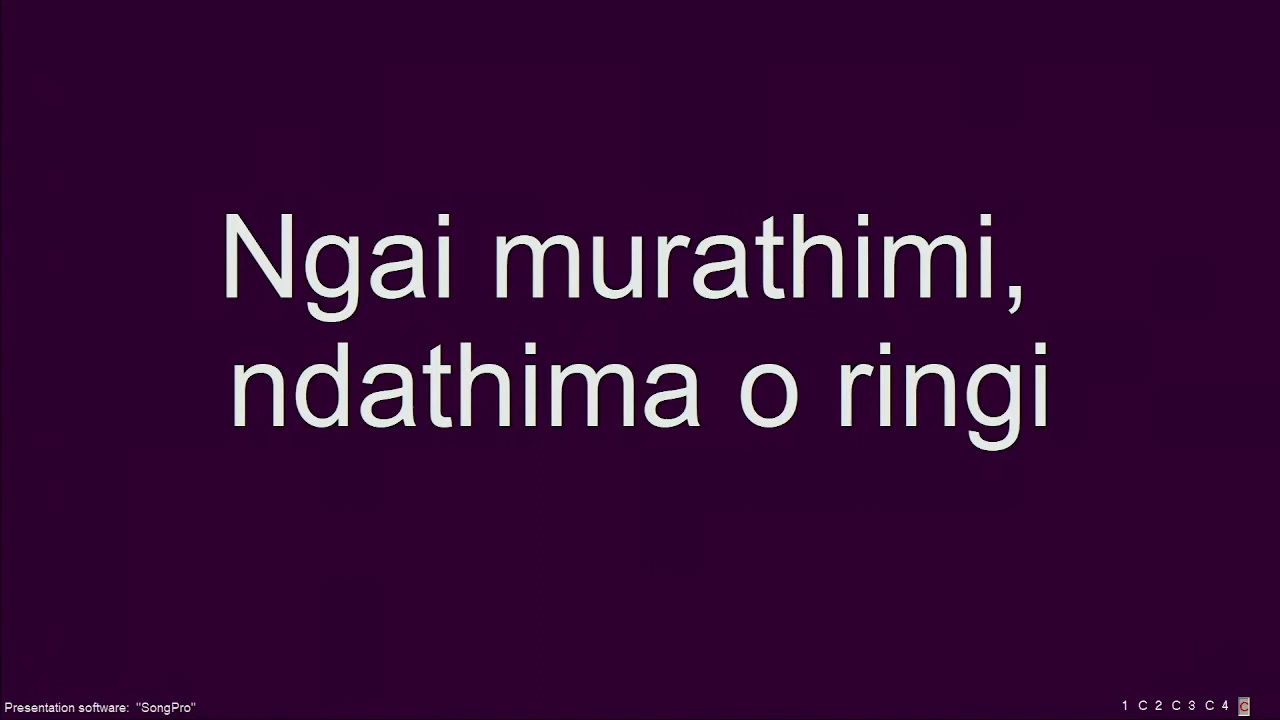 Ngai murathimi,
ndathima o ringi
Presentation software: "SongPro"
1 C 2 C 3 C 4 C